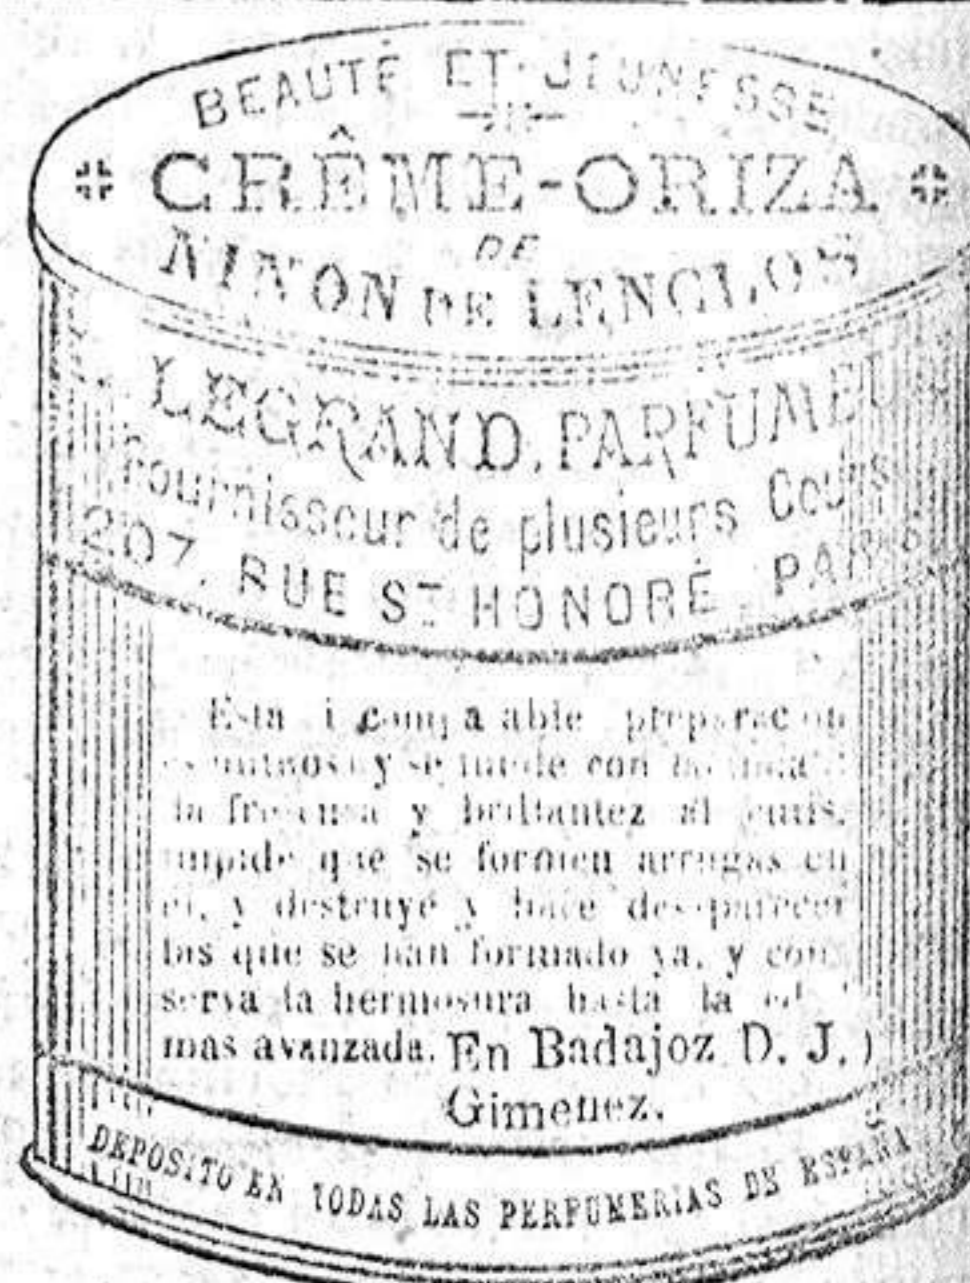 BEAUTÉ ET JEUNESSE
CRÊME-ORIZA
DE
NINON DE LENCLOS
LEGRAND, PARFUMEUR
Fournisseur de plusieurs Cours
207, RUE ST HONORÉ, PARIS
Esta incomparable preparacion
y se funde con
la frescura y brillantez al cutis,
impide que se formen arrugas en
él, y destruye y hace desaparecer
las que se han formado ya, y con
serva la hermosura hasta la edad
mas avanzada. En Badajoz D. J.
Gimenez.
DEPOSITO EN TODAS LAS PERFUMERIAS DE ESPAÑA